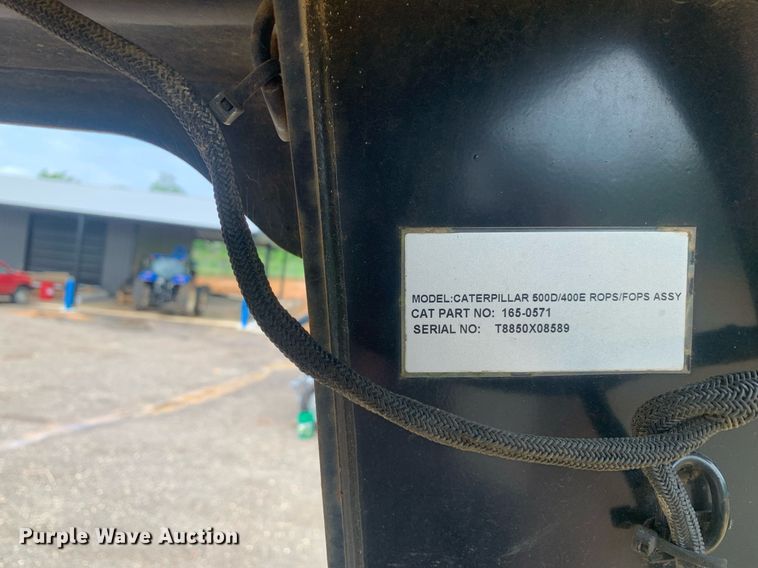 MODEL:CATERPILLAR 500D/400E ROPS/FOPS ASSY
CAT PART NO: 165-0571
SERIAL NO: T8850X08589
Purple Wave Auction